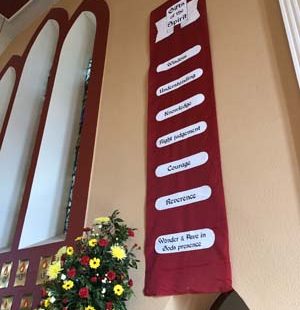 Gifts
of the
Spirit
Wisdom
Understanding
Knowledge
Right judgement
Courage
Reverence
Wonder & Awe in
Gods presence